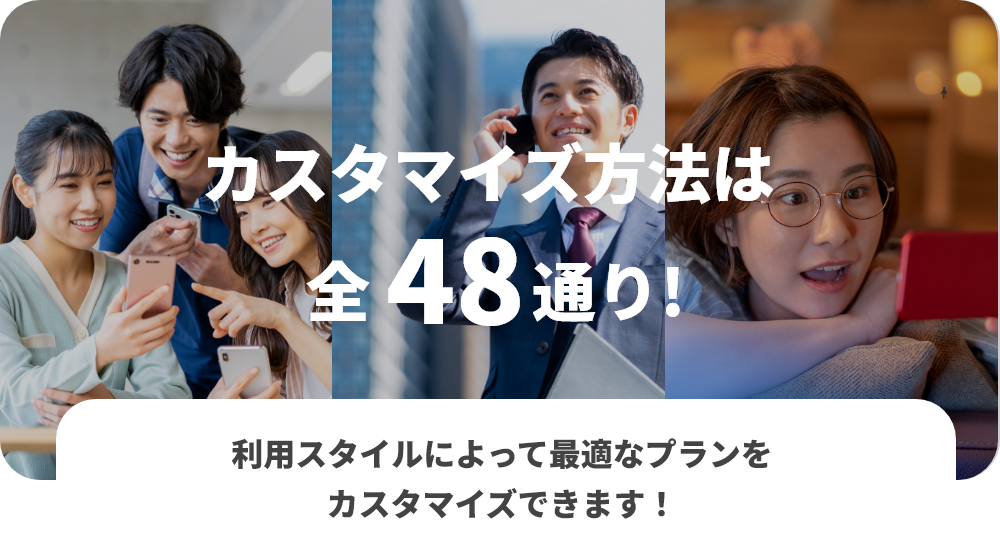 カスタマイズ方法は
全48通り!
利用スタイルによって最適なプランを
カスタマイズできます！